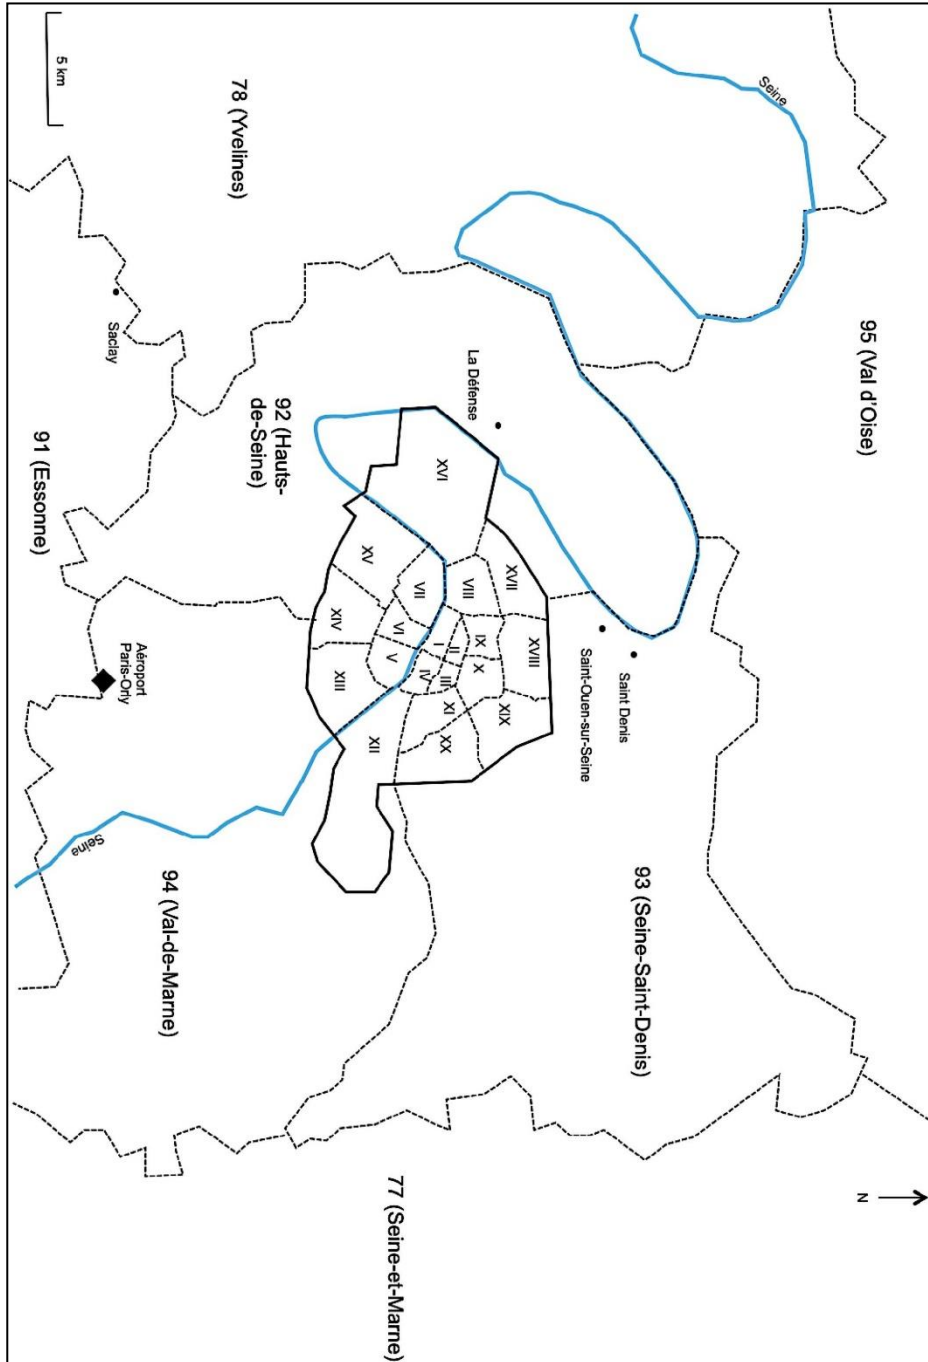 95 (Val d'Oise)
Seine
78 (Yvelines)
5 km
Saclay
91 (Essonne)
92 (Hauts-
de-Seine)
La Défense
Saint Denis
Saint-Ouen-sur-Seine
XVII
XVIII
XIX
XVI
VIII
IX
X
I
II
III
XI
XX
VII
VI
V
IV
XV
XIV
XIII
XII
93 (Seine-Saint-Denis)
N
77 (Seine-et-Marne)
94 (Val-de-Marne)
Seine
Aéroport
Paris-Orly